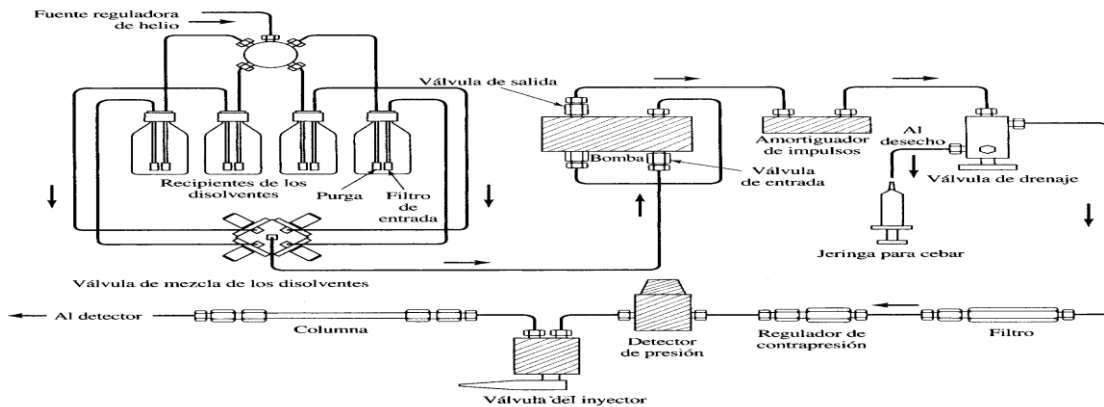 Fuente reguladora
de helio
Válvula de salida
Bomba
Válvula
de entrada
Amortiguador
de impulsos
Al
desecho
Válvula de drenaje
Jeringa para cebar
Recipientes de los
disolventes
Purga
Filtro
de
entrada
Válvula de mezcla de los disolventes
Al detector
Columna
Válvula del inyector
Detector
de presión
Regulador de
contrapresión
Filtro